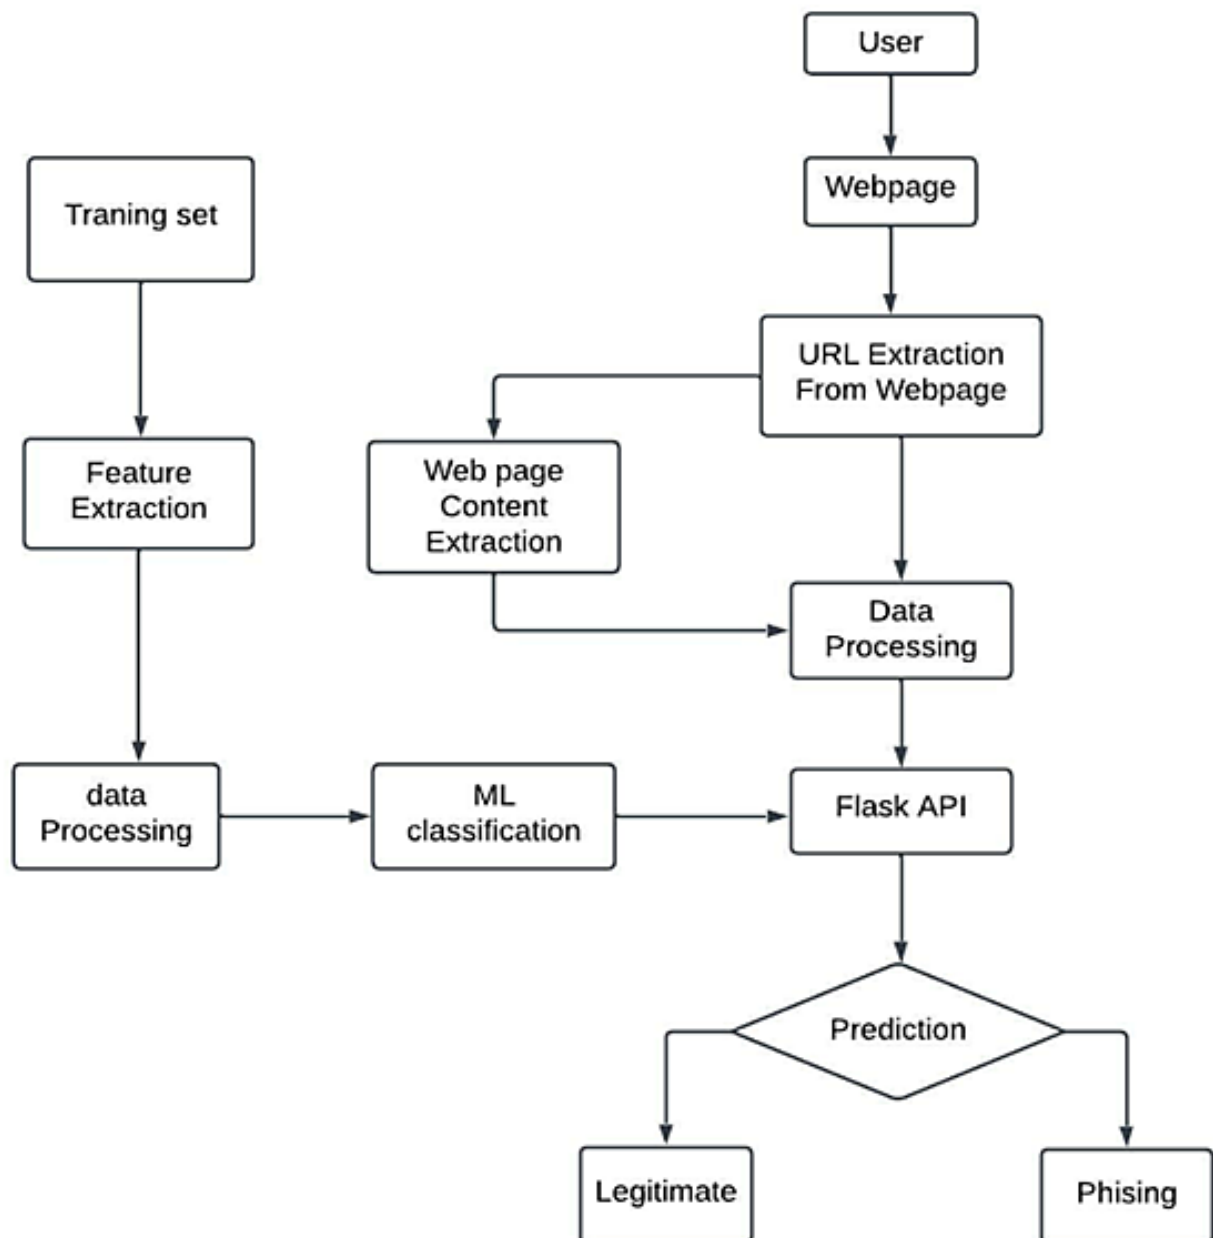 User
Webpage
Traning set
URL Extraction
From Webpage
Feature
Extraction
Web page
Content
Extraction
Data
Processing
data
Processing
ML
classification
Flask API
Prediction
Legitimate
Phising